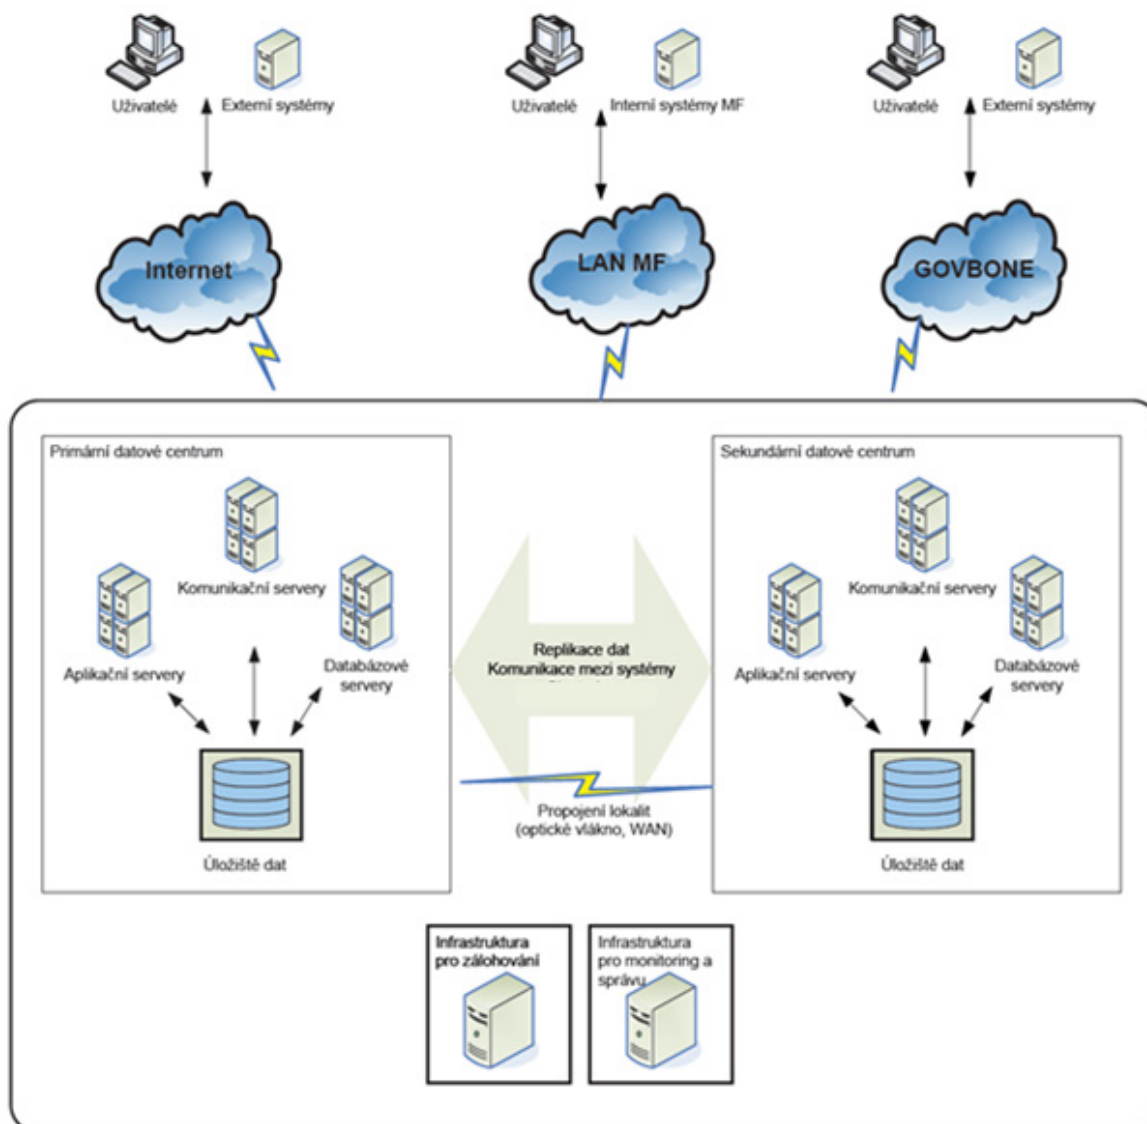 Uživatelé
Externí systémy
Uživatelé
Interní systémy MF
Uživatelé
Externí systémy
Internet
LAN MF
GOVBONE
Primární datové centrum
Komunikační servery
Aplikační servery
Databázové
servery
Úložiště dat
Replikace dat
Komunikace mezi systémy
Propojení lokalit
(optické vlákno, WAN)
Sekundární datové centrum
Komunikační servery
Aplikační servery
Databázové
servery
Úložiště dat
Infrastruktura
pro zálohování
Infrastruktura
pro monitoring a
správu